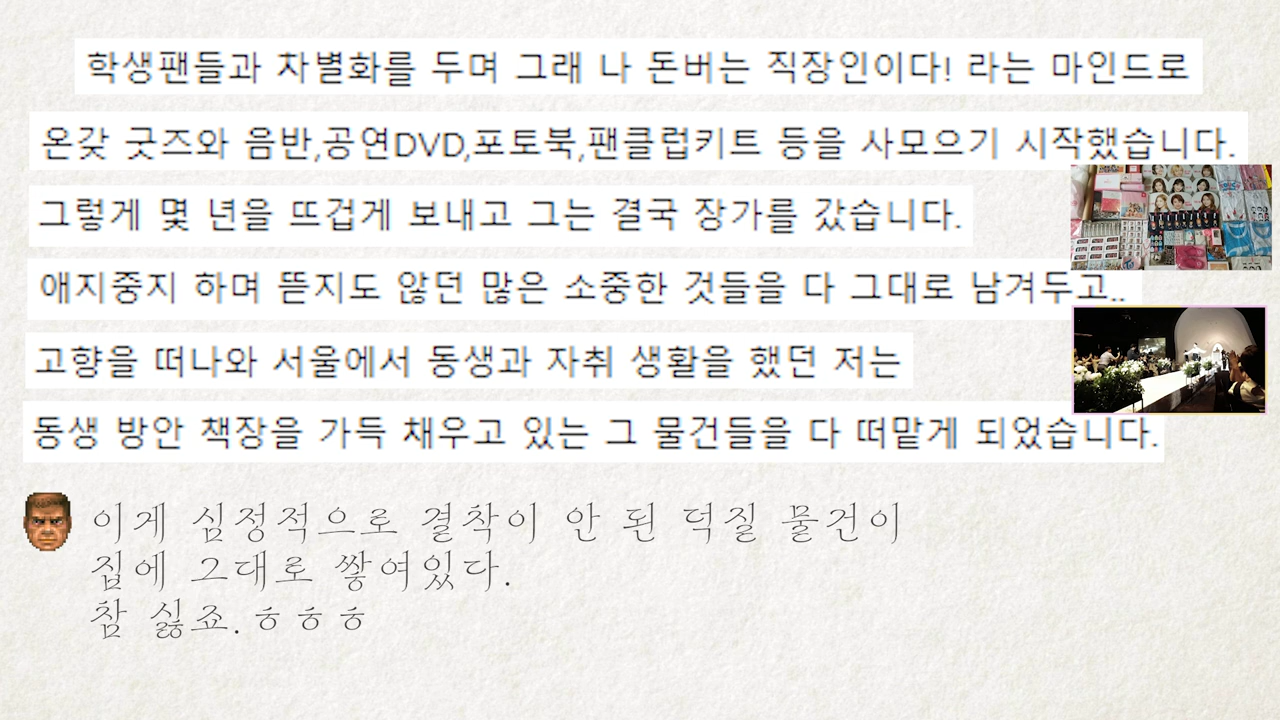 학생팬들과 차별화를 두며 그래 나 돈버는 직장인이다! 라는 마인드로
온갖 굿즈와 음반,공연DVD,포토북,팬클럽키트 등을 사모으기 시작했습니다.
그렇게 몇 년을 뜨겁게 보내고 그는 결국 장가를 갔습니다.
애지중지 하며 뜯지도 않던 많은 소중한 것들을 다 그대로 남겨두고..
고향을 떠나와 서울에서 동생과 자취 생활을 했던 저는
동생 방안 책장을 가득 채우고 있는 그 물건들을 다 떠맡게 되었습니다.
이게 심정적으로 결착이 안 된 덕질 물건이
집에 그대로 쌓여있다.
참 싫죠.ㅎㅎㅎ